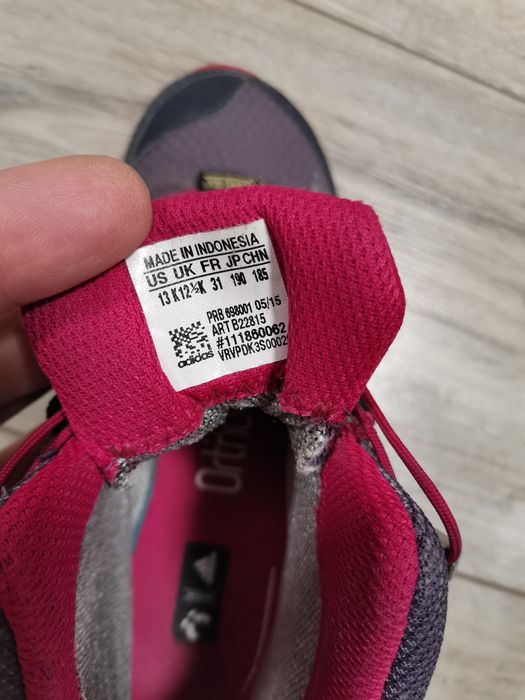 MADE IN INDONESIA
US UK FR JP CHN
13 K 12½K 31 190 185
PRB 698001 05/15
ART B22815
#111860062
VRVPDK3S0002
adidas
Ortho